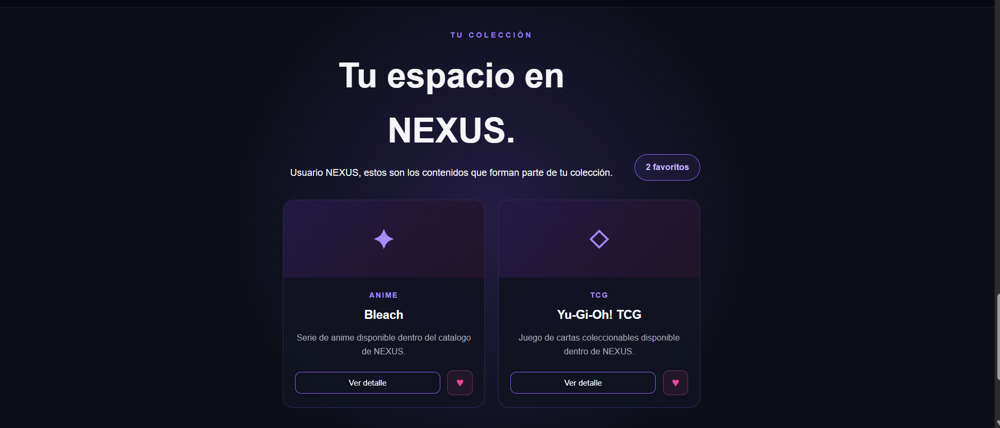 TU COLECCIÓN
Tu espacio en
NEXUS.
Usuario NEXUS, estos son los contenidos que forman parte de tu colección.
2 favoritos
ANIME
Bleach
Serie de anime disponible dentro del catalogo
de NEXUS.
Ver detalle
TCG
Yu-Gi-Oh! TCG
Juego de cartas coleccionables disponible
dentro de NEXUS.
Ver detalle